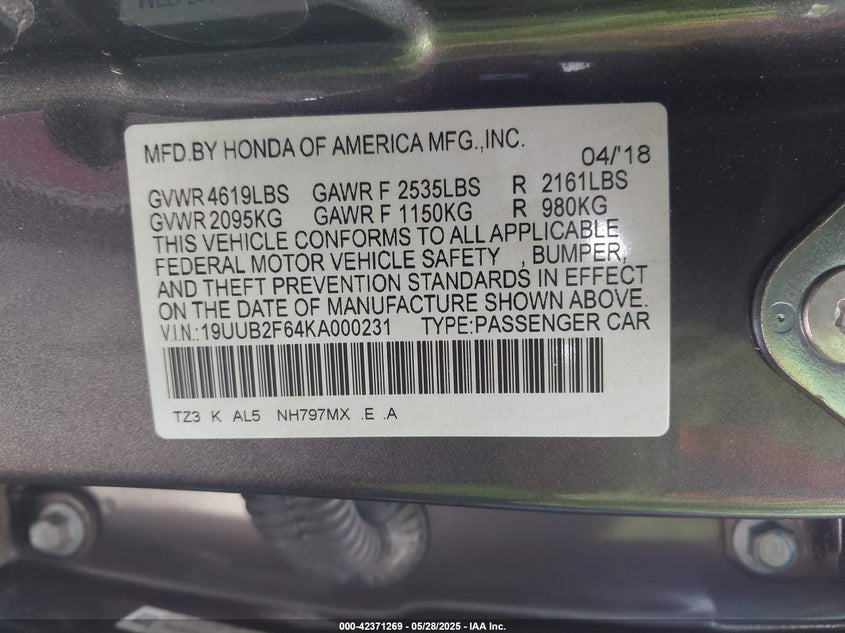 MFD.BY HONDA OF AMERICA MFG.,INC.
04/'18
GVWR 4619LBS GAWR F 2535LBS R 2161LBS
GVWR 2095KG GAWR F 1150KG R 980KG
THIS VEHICLE CONFORMS TO ALL APPLICABLE
FEDERAL MOTOR VEHICLE SAFETY , BUMPER,
AND THEFT PREVENTION STANDARDS IN EFFECT
ON THE DATE OF MANUFACTURE SHOWN ABOVE.
V.I.N.:19UUB2F64KA000231 TYPE:PASSENGER CAR
TZ3 K AL5 NH797MX .E .A
000-42371269 - 05/28/2025 - IAA Inc.